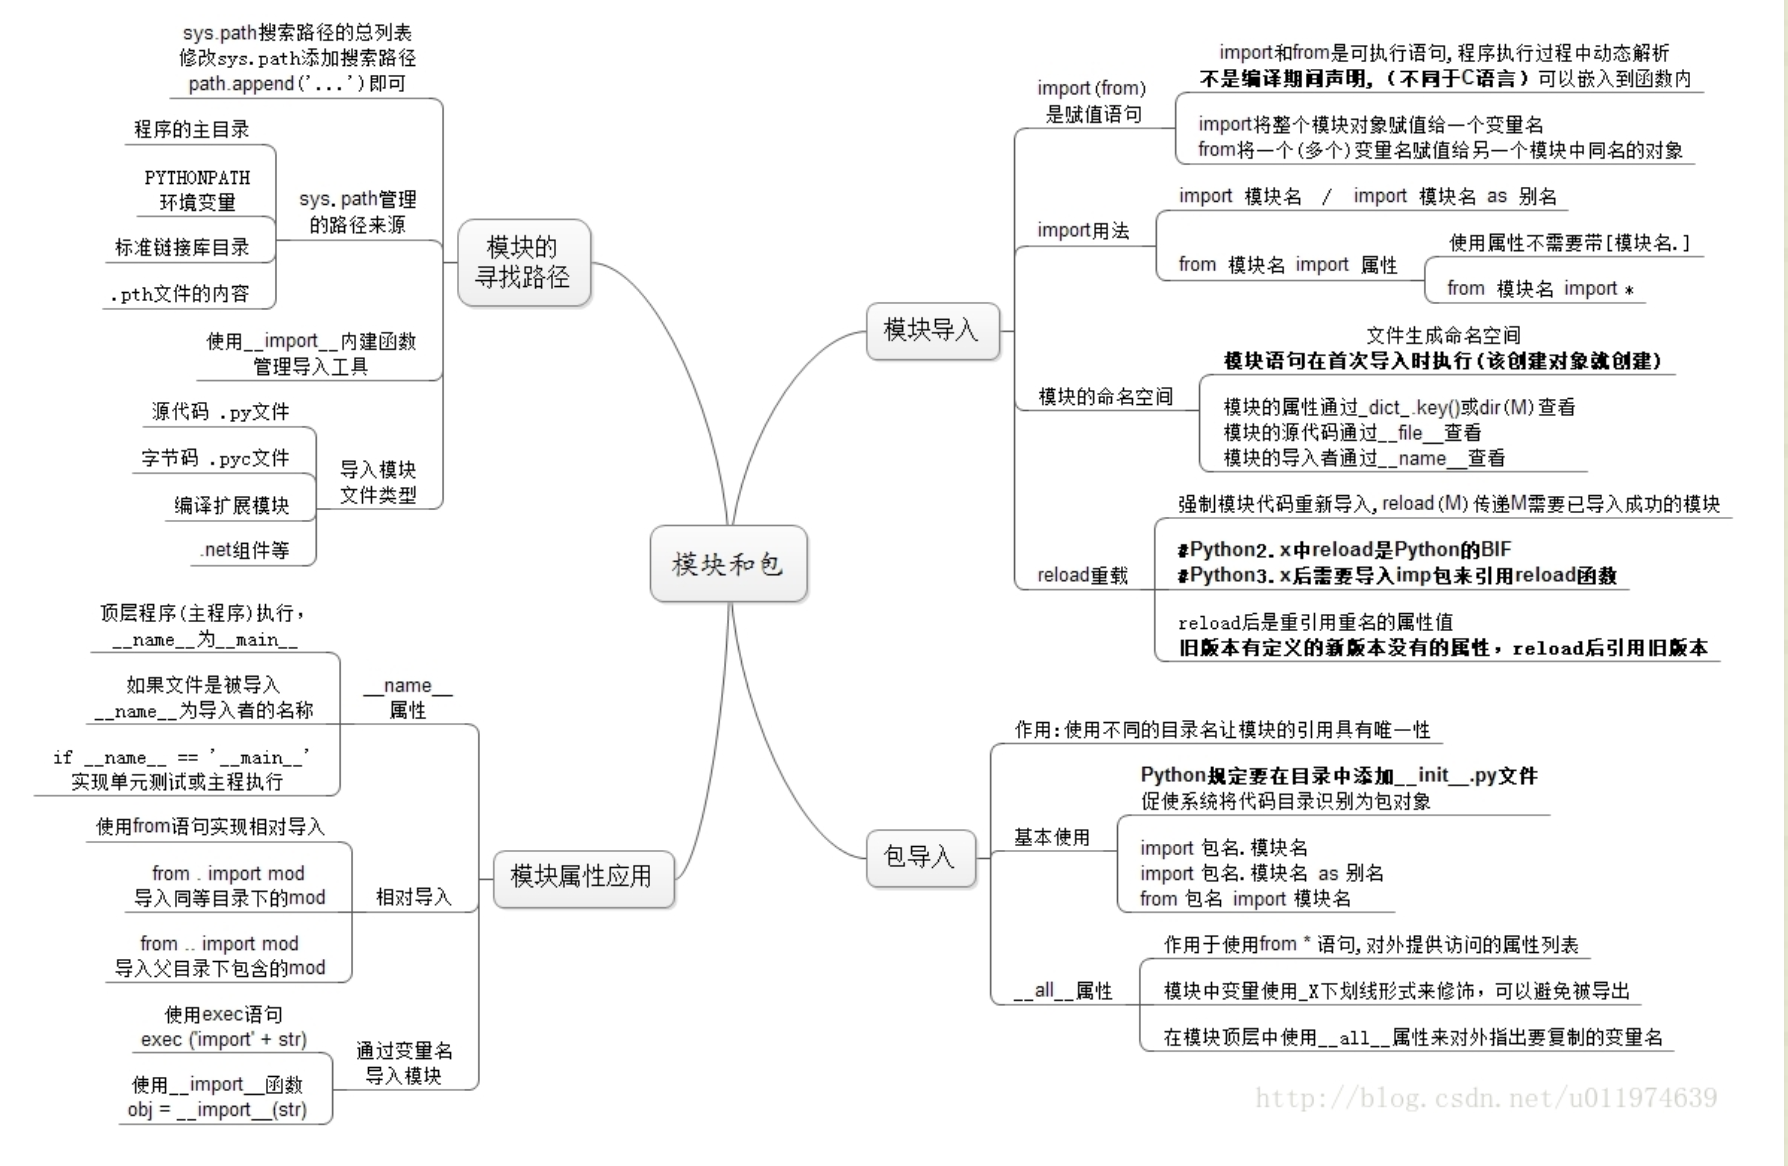 sys.path搜索路径的总列表
修改sys.path添加搜索路径
path.append('...')即可
程序的主目录
PYTHONPATH
环境变量
标准链接库目录
.pth文件的内容
sys.path管理
的路径来源
使用__import__内建函数
管理导入工具
源代码 .py文件
字节码 .pyc文件
编译扩展模块
.net组件等
导入模块
文件类型
模块的
寻找路径
顶层程序(主程序)执行，
__name__为__main__
如果文件是被导入
__name__为导入者的名称
if __name__ == '__main__'
实现单元测试或主程执行
__name__
属性
使用from语句实现相对导入
from . import mod
导入同等目录下的mod
from .. import mod
导入父目录下包含的mod
相对导入
使用exec语句
exec ('import' + str)
使用__import__函数
obj = __import__(str)
通过变量名
导入模块
模块属性应用
模块和包
模块导入
import(from)
是赋值语句
import和from是可执行语句,程序执行过程中动态解析
不是编译期间声明,（不同于C语言）可以嵌入到函数内
import将整个模块对象赋值给一个变量名
from将一个(多个)变量名赋值给另一个模块中同名的对象
import用法
import 模块名 / import 模块名 as 别名
from 模块名 import 属性
使用属性不需要带[模块名.]
from 模块名 import *
模块的命名空间
文件生成命名空间
模块语句在首次导入时执行(该创建对象就创建)
模块的属性通过_dict_.key()或dir(M)查看
模块的源代码通过__file__查看
模块的导入者通过__name__查看
reload重载
强制模块代码重新导入,reload(M)传递M需要已导入成功的模块
#Python2.x中reload是Python的BIF
#Python3.x后需要导入imp包来引用reload函数
reload后是重引用重名的属性值
旧版本有定义的新版本没有的属性，reload后引用旧版本
包导入
作用:使用不同的目录名让模块的引用具有唯一性
基本使用
Python规定要在目录中添加__init__.py文件
促使系统将代码目录识别为包对象
import 包名.模块名
import 包名.模块名 as 别名
from 包名 import 模块名
__all__属性
作用于使用from * 语句,对外提供访问的属性列表
模块中变量使用_X下划线形式来修饰，可以避免被导出
在模块顶层中使用__all__属性来对外指出要复制的变量名
http://blog.csdn.net/u011974639